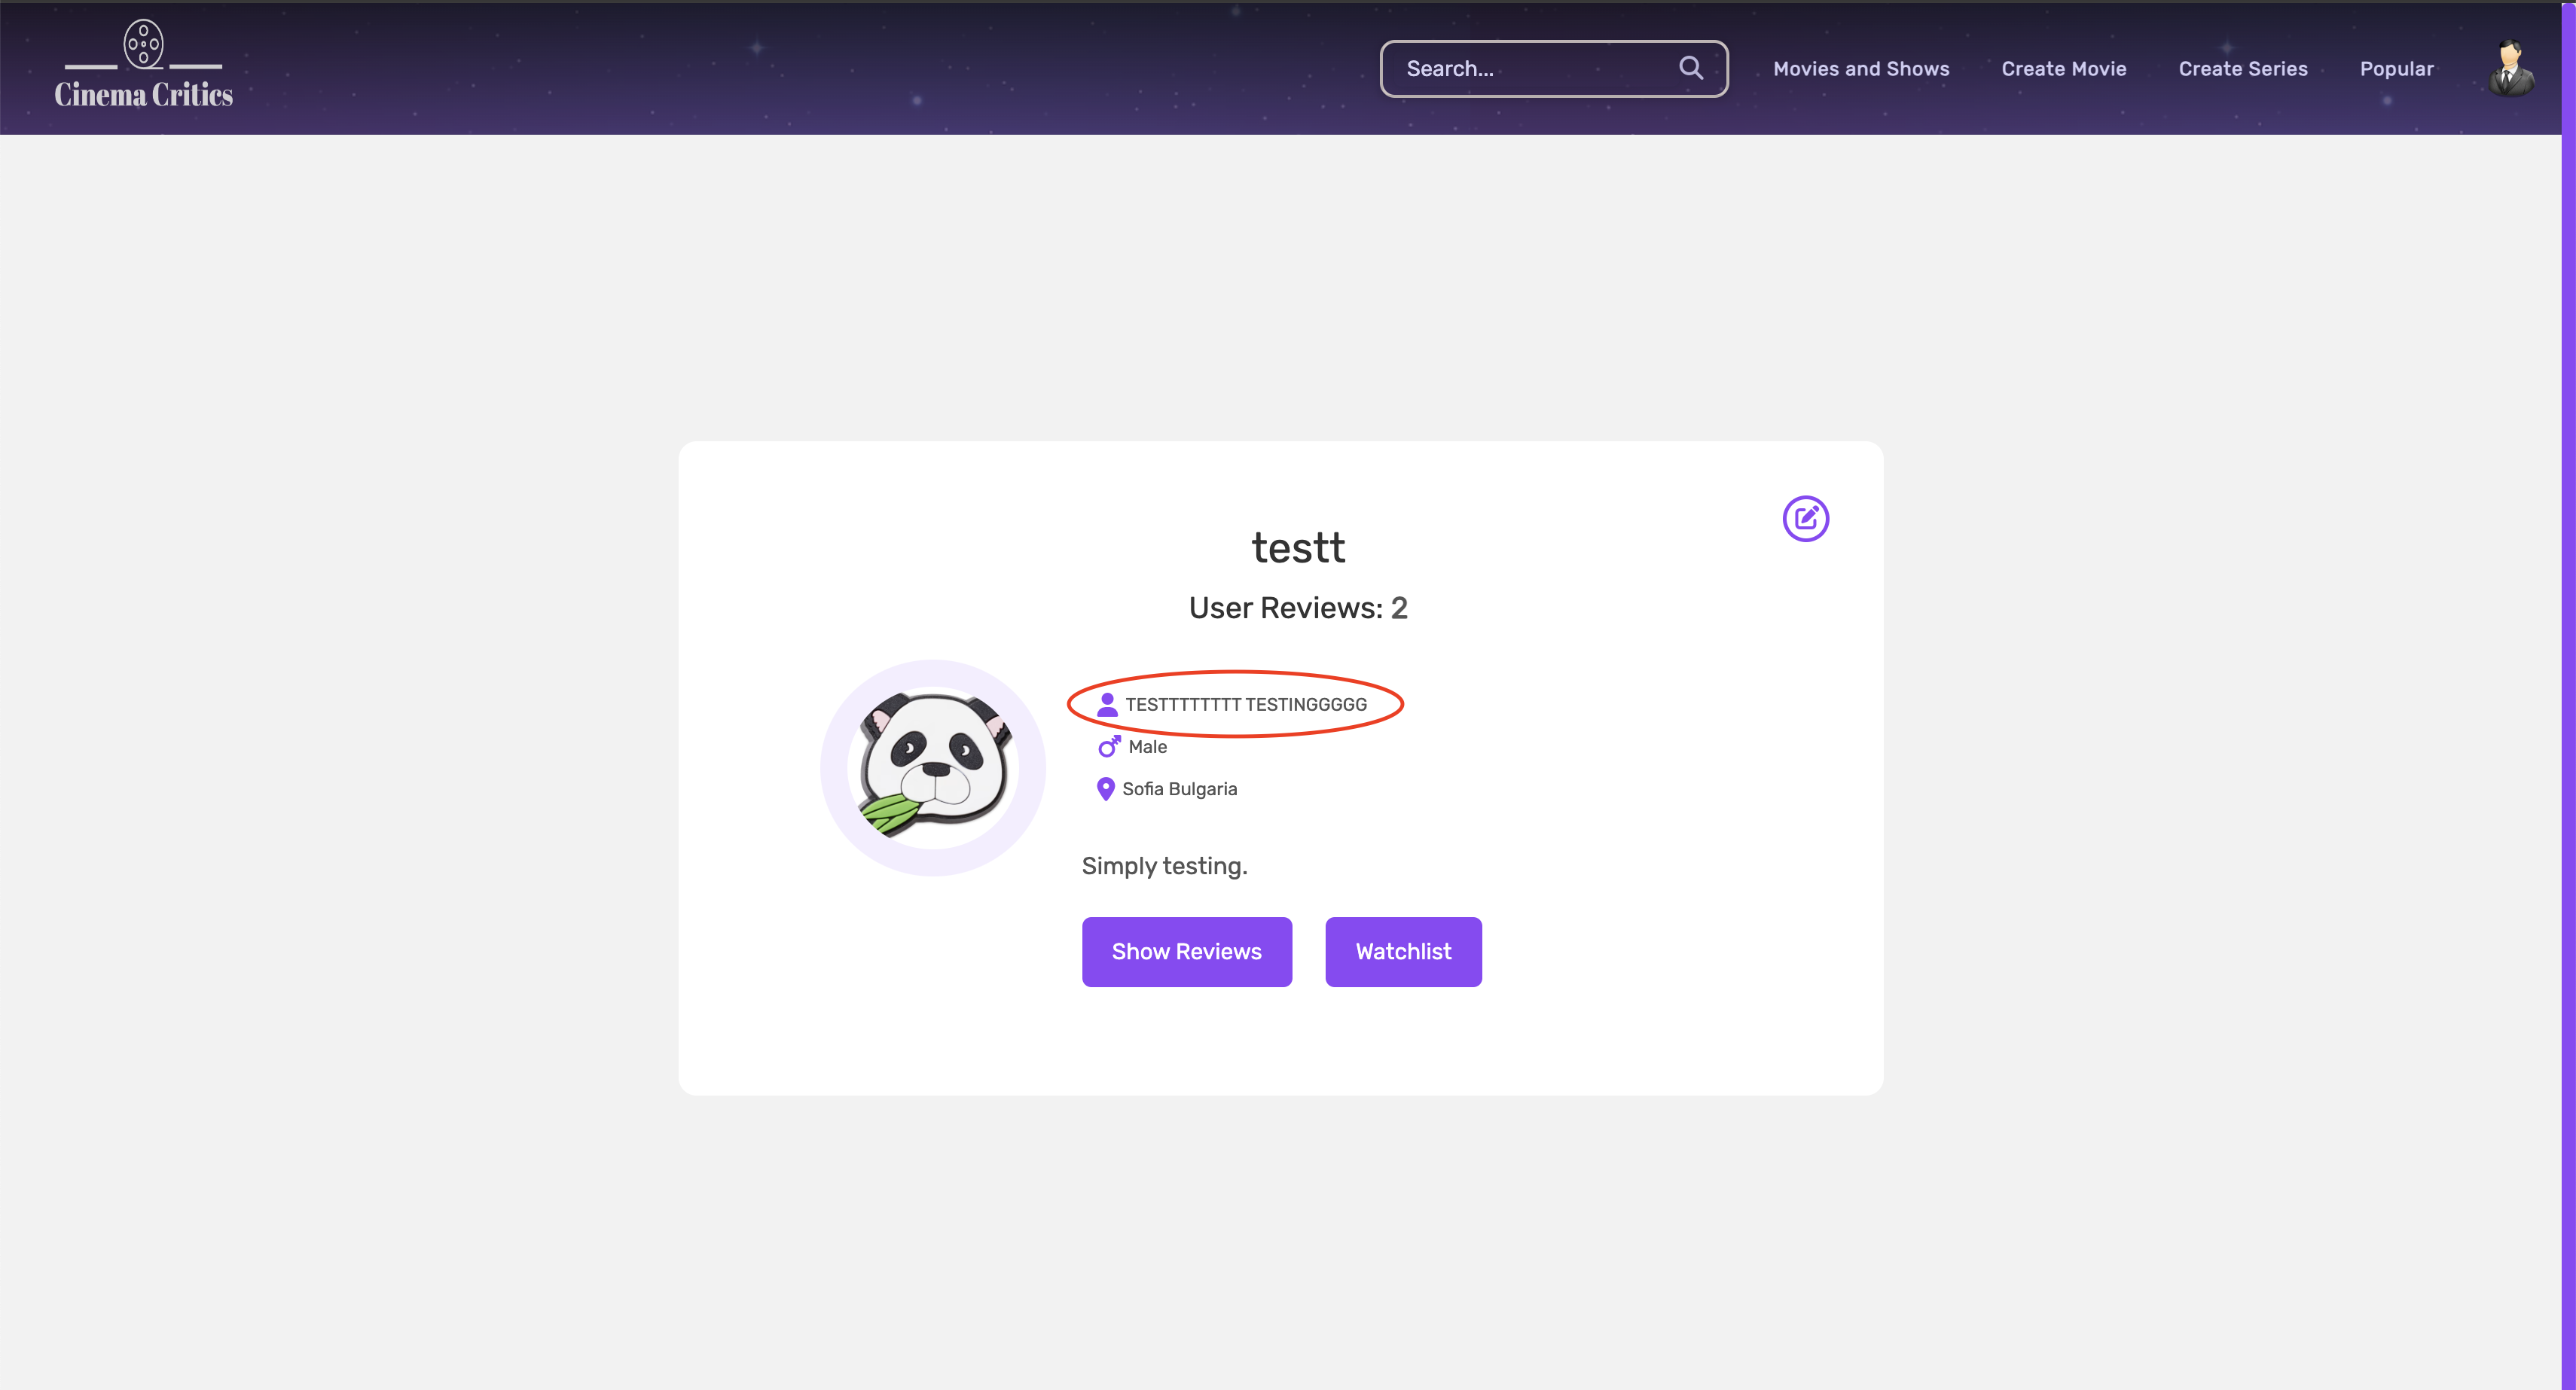 Cinema Critics
Search...
Movies and Shows
Create Movie
Create Series
Popular
testt
User Reviews: 2
TESTTTTTTTT TESTINGGGGG
Male
Sofia Bulgaria
Simply testing.
Show Reviews
Watchlist